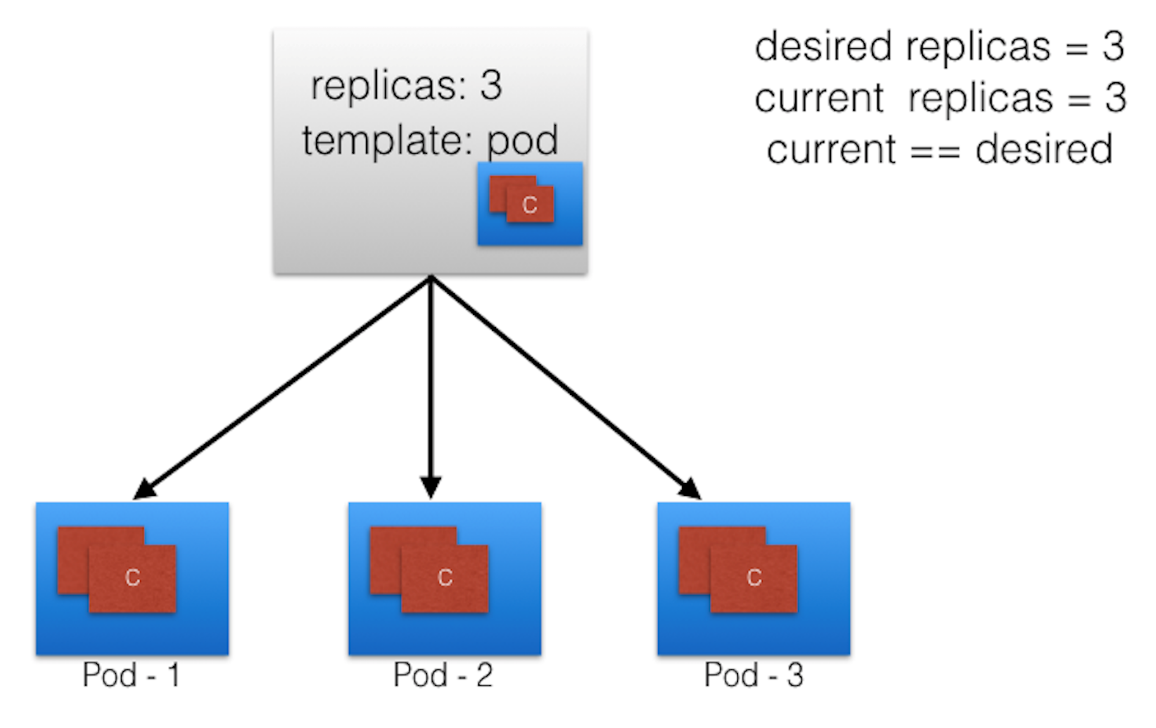 replicas: 3
template: pod
C
desired replicas = 3
current replicas = 3
current == desired
C
C
C
Pod - 1
Pod - 2
Pod - 3